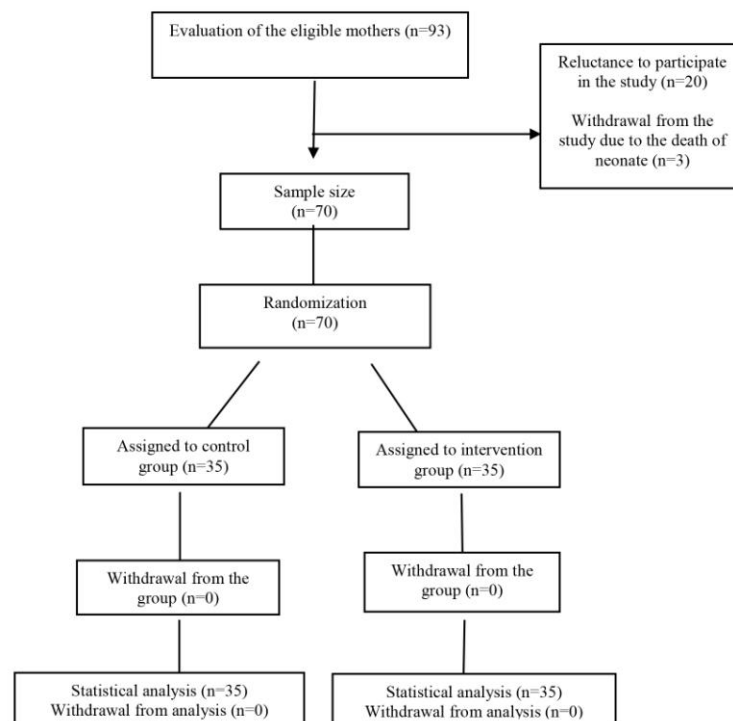 Evaluation of the eligible mothers (n=93)
Reluctance to participate
in the study (n=20)
Withdrawal from the
study due to the death of
neonate (n=3)
Sample size
(n=70)
Randomization
(n=70)
Assigned to control
group (n=35)
Assigned to intervention
group (n=35)
Withdrawal from the
group (n=0)
Withdrawal from the
group (n=0)
Statistical analysis (n=35)
Withdrawal from analysis (n=0)
Statistical analysis (n=35)
Withdrawal from analysis (n=0)